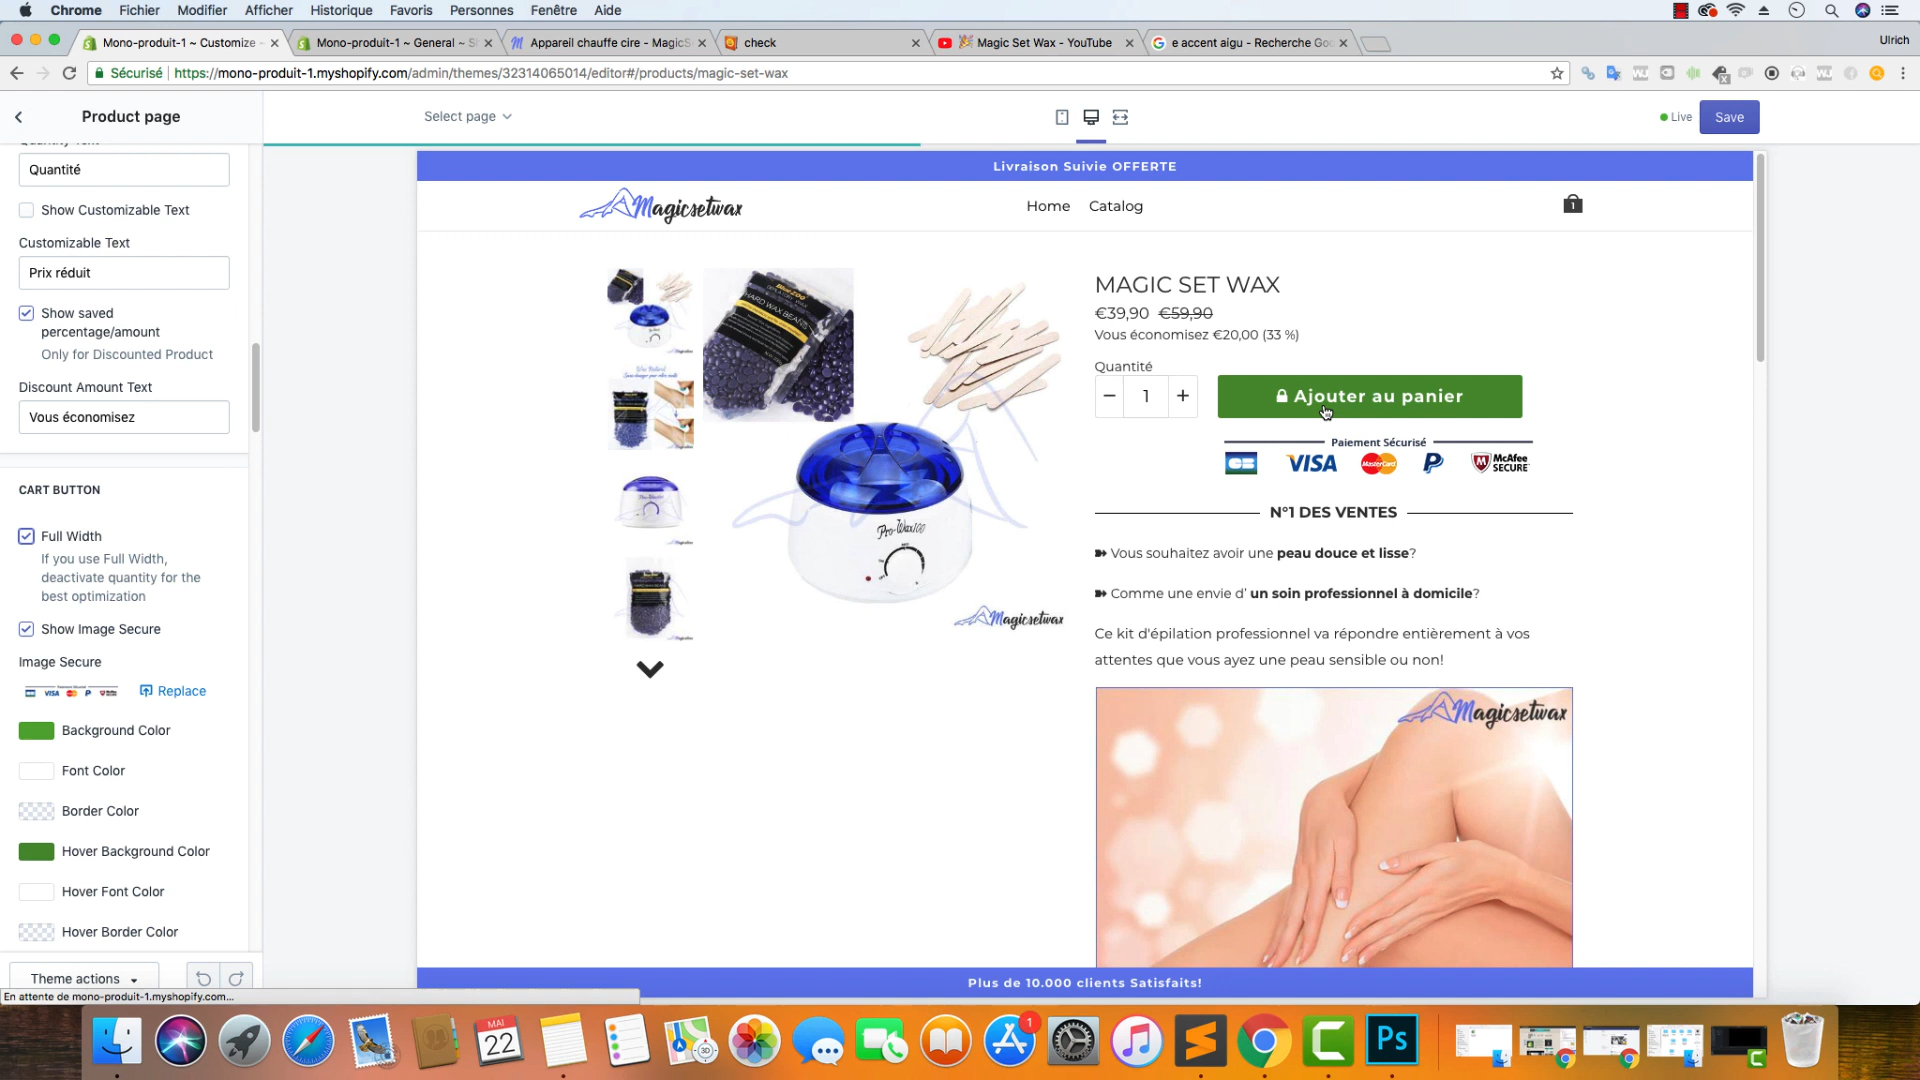 Chrome Fichier Modifier Afficher Historique Favoris Personnes Fenêtre Aide
Mono-produit-1 ~ Customize ~
Mono-produit-1 ~ General ~ S
Appareil chauffe cire - MagicS
check
Magic Set Wax - YouTube
e accent aigu - Recherche Goo
Ulrich
Sécurisé https://mono-produit-1.myshopify.com/admin/themes/32314065014/editor#/products/magic-set-wax
Product page
Select page
Live
Save
Quantité
Show Customizable Text
Customizable Text
Prix réduit
Show saved
percentage/amount
Only for Discounted Product
Discount Amount Text
Vous économisez
CART BUTTON
Full Width
If you use Full Width,
deactivate quantity for the
best optimization
Show Image Secure
Image Secure
Replace
Background Color
Font Color
Border Color
Hover Background Color
Hover Font Color
Hover Border Color
Theme actions
En attente de mono-produit-1.myshopify.com...
Livraison Suivie OFFERTE
Magicsetwax
Home Catalog
1
MAGIC SET WAX
€39,90 €59,90
Vous économisez €20,00 (33 %)
Quantité
− 1 +
Ajouter au panier
Paiement Sécurisé
VISA MasterCard P McAfee SECURE
N°1 DES VENTES
Vous souhaitez avoir une peau douce et lisse?
Comme une envie d' un soin professionnel à domicile?
Ce kit d'épilation professionnel va répondre entièrement à vos
attentes que vous ayez une peau sensible ou non!
HARD WAX BEANS
Pro-Wax100
Magicsetwax
Magicsetwax
Plus de 10.000 clients Satisfaits!
MAI
22
3D
1
Ps